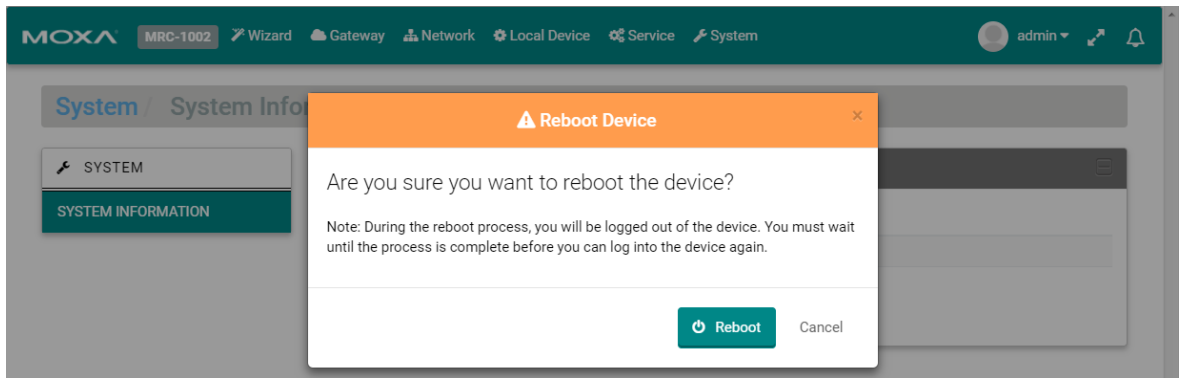 MOXA MRC-1002 Wizard Gateway Network Local Device Service System admin
System / System Infor
Reboot Device ×
SYSTEM
SYSTEM INFORMATION
Are you sure you want to reboot the device?
Note: During the reboot process, you will be logged out of the device. You must wait
until the process is complete before you can log into the device again.
Reboot Cancel